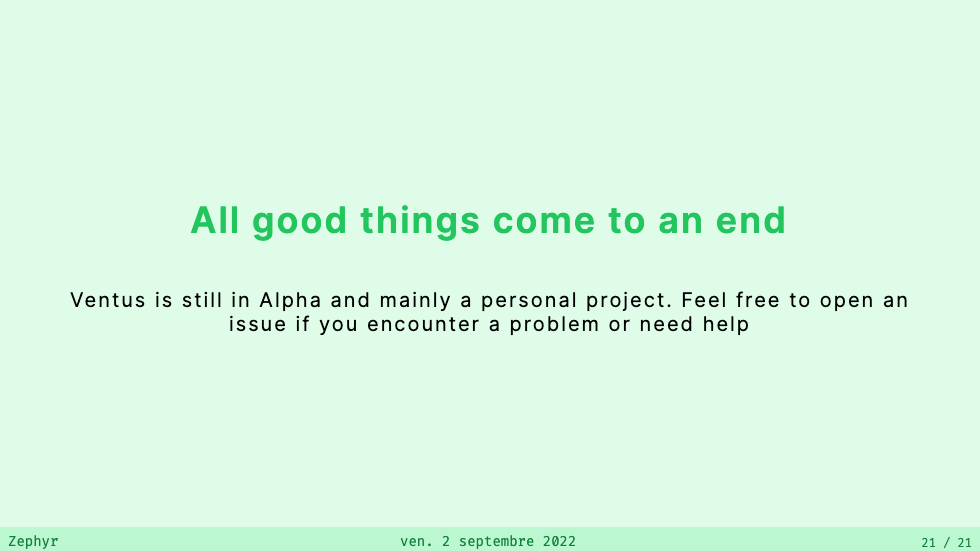 All good things come to an end
Ventus is still in Alpha and mainly a personal project. Feel free to open an
issue if you encounter a problem or need help
Zephyr
ven. 2 septembre 2022
21 / 21